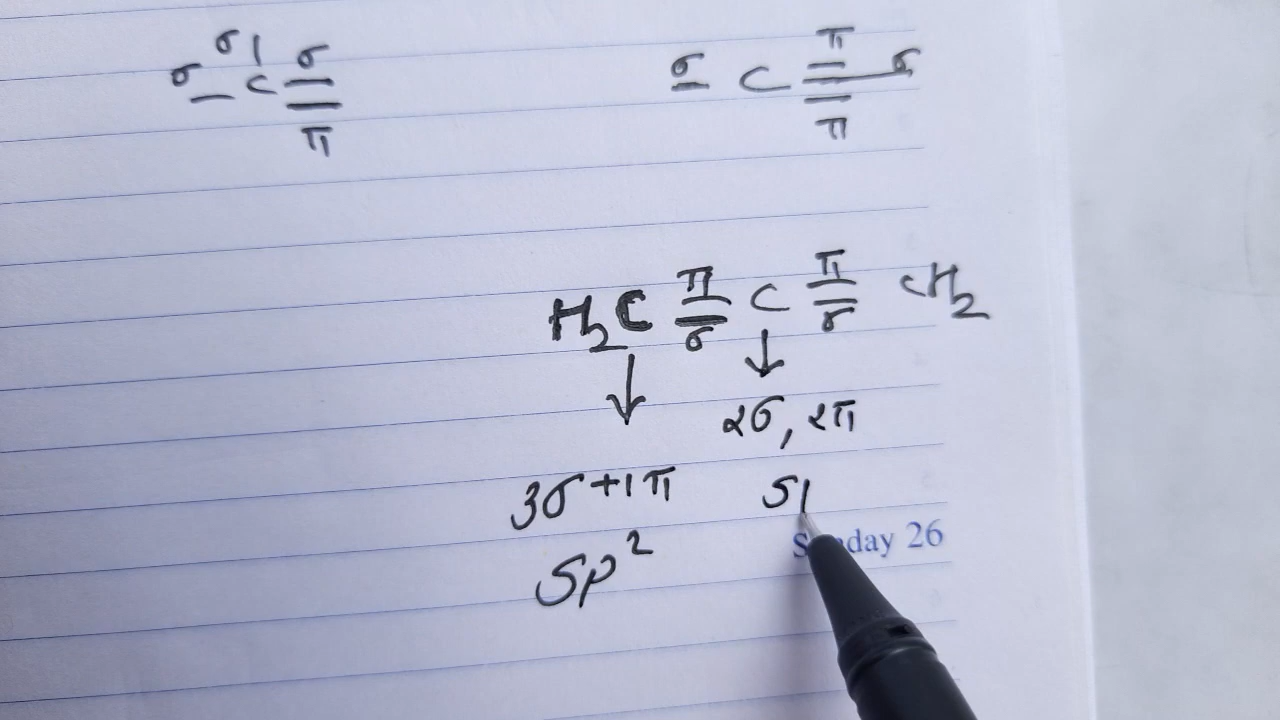 σ
σ C σ π
σ C π σ π
H₂C π σ C π σ CH₂
2σ, 2π
3σ+1π s
Sunday 26
sp²